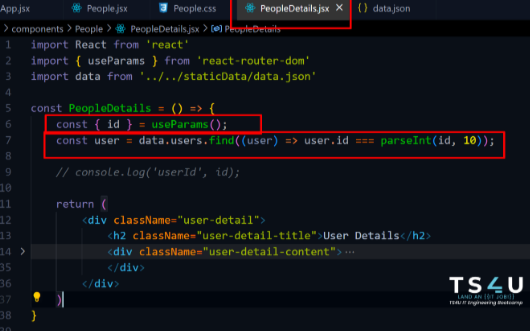 App.jsx
People.jsx
People.css
PeopleDetails.jsx ×
{} data.json
> components > People > PeopleDetails.jsx > PeopleDetails
1 import React from 'react'
2 import { useParams } from 'react-router-dom'
3 import data from '../../staticData/data.json'
4
5 const PeopleDetails = () => {
6 const { id } = useParams();
7 const user = data.users.find((user) => user.id === parseInt(id, 10));
8
9 // console.log('userId', id);
10
11 return (
12 <div className="user-detail">
13 <h2 className="user-detail-title">User Details</h2>
14 > <div className="user-detail-content"> ...
35 </div>
36 </div>
37 )
38 }
TS4U
LAND AN IT JOB!
TS4U IT Engineering Bootcamp